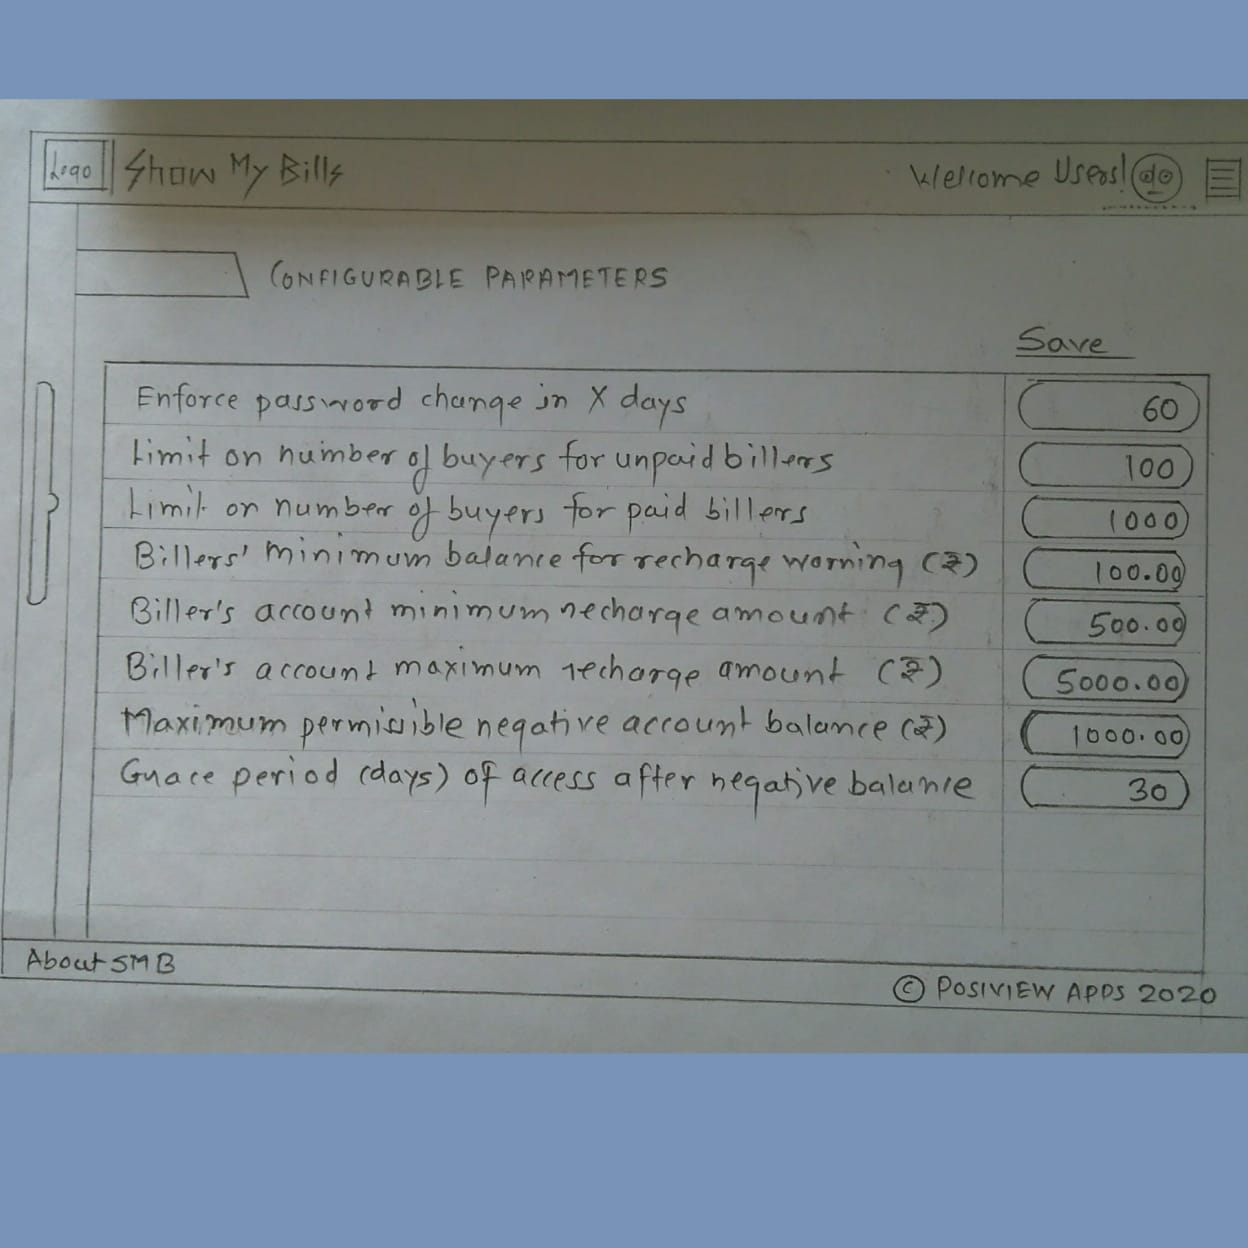 Logo Show My Bills Welcome Users!
CONFIGURABLE PARAMETERS
Save
Enforce password change in X days 60
Limit on number of buyers for unpaid billers 100
Limit on number of buyers for paid billers 1000
Billers' minimum balance for recharge warning (₹) 100.00
Biller's account minimum recharge amount (₹) 500.00
Biller's account maximum recharge amount (₹) 5000.00
Maximum permissible negative account balance (₹) 1000.00
Grace period (days) of access after negative balance 30
About SMB
© POSIVIEW APPS 2020